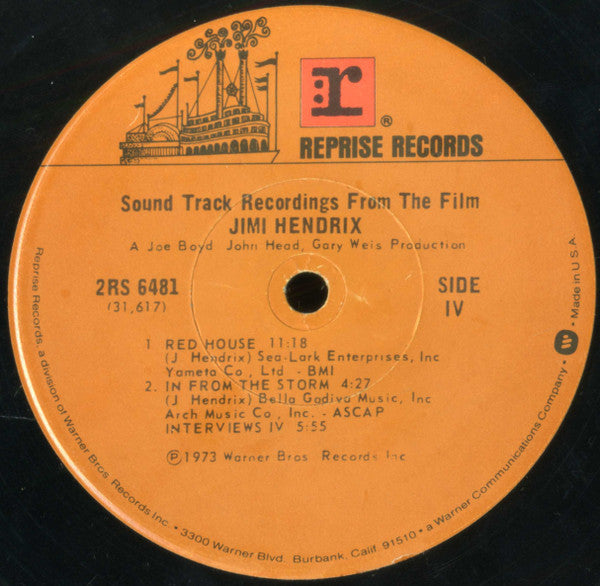 r
®
REPRISE RECORDS
Sound Track Recordings From The Film
JIMI HENDRIX
A Joe Boyd John Head, Gary Weis Production
2RS 6481
(31,617)
SIDE
IV
1 RED HOUSE 11:18
(J Hendrix) Sea-Lark Enterprises, Inc
Yameta Co, Ltd - BMI
2. IN FROM THE STORM 4:27
(J Hendrix) Bella Godiva Music, Inc
Arch Music Co, Inc. - ASCAP
INTERVIEWS IV 5:55
℗1973 Warner Bros Records Inc
Reprise Records, a division of Warner Bros. Records Inc. • 3300 Warner Blvd. Burbank. Calif. 91510 • a Warner Communications Company • Made in U.S.A.